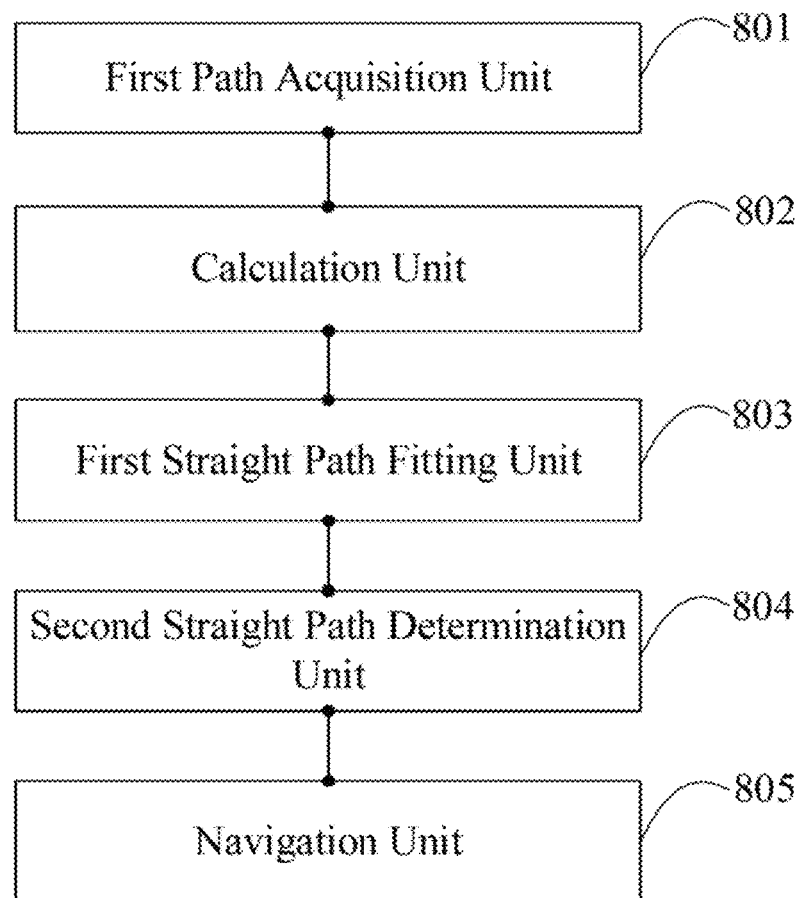 801
First Path Acquisition Unit
802
Calculation Unit
803
First Straight Path Fitting Unit
804
Second Straight Path Determination
Unit
805
Navigation Unit